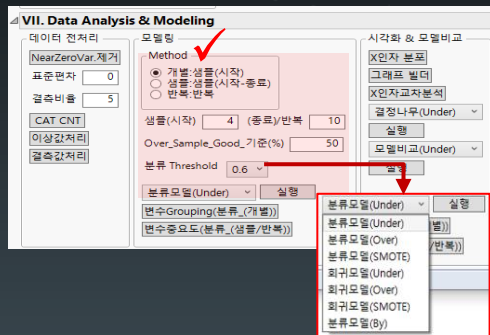 VII. Data Analysis & Modeling
데이터 전처리
NearZeroVar.제거
표준편차 0
결측비율 5
CAT CNT
이상값처리
결측값처리
모델링
Method
개별:샘플(시작)
샘플:샘플(시작-종료)
반복:반복
샘플(시작) 4 (종료)/반복 10
Over_Sample_Good_기준(%) 50
분류 Threshold 0.6
분류모델(Under) 실행
변수Grouping(분류_(개별))
변수중요도(분류_(샘플/반복))
시각화 & 모델비교
X인자 분포
그래프 빌더
X인자교차분석
결정나무(Under)
실행
모델비교(Under)
실행
분류모델(Under) 실행
분류모델(Under)
분류모델(Over)
분류모델(SMOTE)
회귀모델(Under)
회귀모델(Over)
회귀모델(SMOTE)
분류모델(By)
별))
/반복))